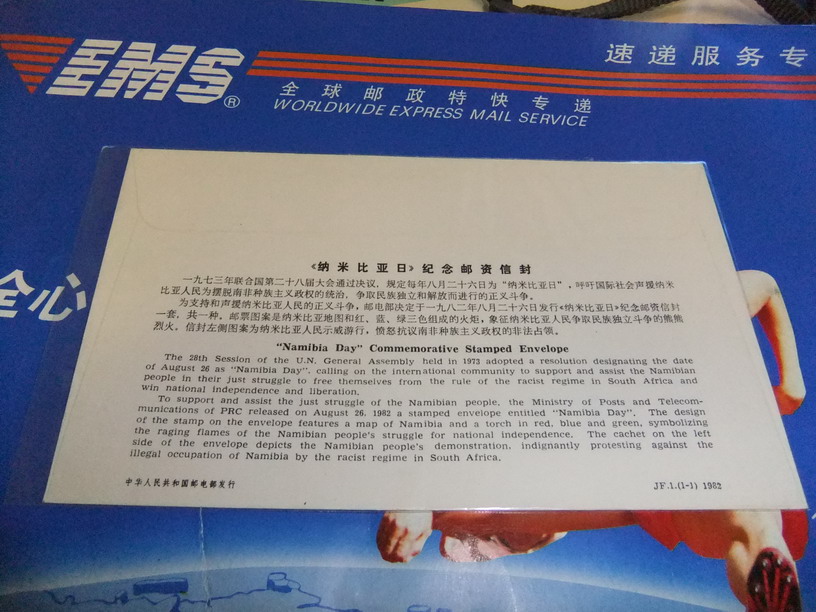 EMS®
速递服务专
全球邮政特快专递
WORLDWIDE EXPRESS MAIL SERVICE
全心
《纳米比亚日》纪念邮资信封
一九七三年联合国第二十八届大会通过决议，规定每年八月二十六日为“纳米比亚日”，呼吁国际社会声援纳米
比亚人民为摆脱南非种族主义政权的统治，争取民族独立和解放而进行的正义斗争。
为支持和声援纳米比亚人民的正义斗争，邮电部决定于一九八二年八月二十六日发行《纳米比亚日》纪念邮资信封
一套，共一种。邮票图案是纳米比亚地图和红、蓝、绿三色组成的火炬，象征纳米比亚人民争取民族独立斗争的熊熊
烈火。信封左侧图案为纳米比亚人民示威游行，愤怒抗议南非种族主义政权的非法占领。
“Namibia Day” Commemorative Stamped Envelope
The 28th Session of the U.N. General Assembly held in 1973 adopted a resolution designating the date
of August 26 as “Namibia Day”, calling on the international community to support and assist the Namibian
people in their just struggle to free themselves from the rule of the racist regime in South Africa and
win national independence and liberation.
To support and assist the just struggle of the Namibian people, the Ministry of Posts and Telecom-
munications of PRC released on August 26, 1982 a stamped envelope entitled “Namibia Day”. The design
of the stamp on the envelope features a map of Namibia and a torch in red, blue and green, symbolizing
the raging flames of the Namibian people's struggle for national independence. The cachet on the left
side of the envelope depicts the Namibian people's demonstration, indignantly protesting against the
illegal occupation of Namibia by the racist regime in South Africa.
中华人民共和国邮电部发行
JF.1.(1-1) 1982